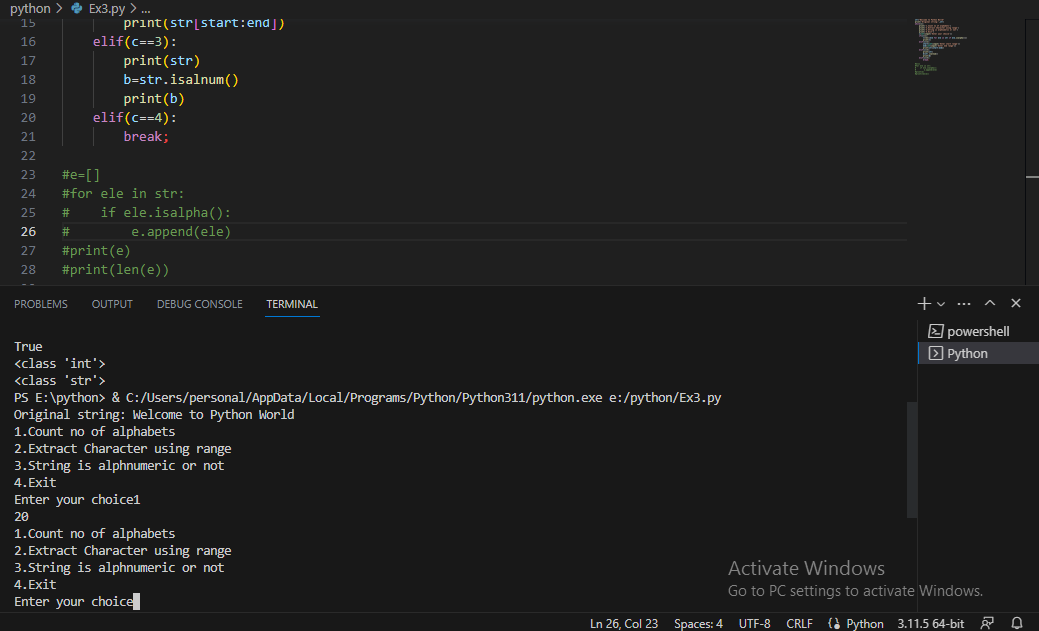 python > Ex3.py > ...
15 print(str[start:end])
16 elif(c==3):
17 print(str)
18 b=str.isalnum()
19 print(b)
20 elif(c==4):
21 break;
22
23 #e=[]
24 #for ele in str:
25 #    if ele.isalpha():
26 #        e.append(ele)
27 #print(e)
28 #print(len(e))
PROBLEMS OUTPUT DEBUG CONSOLE TERMINAL
powershell
Python
True
<class 'int'>
<class 'str'>
PS E:\python> & C:/Users/personal/AppData/Local/Programs/Python/Python311/python.exe e:/python/Ex3.py
Original string: Welcome to Python World
1.Count no of alphabets
2.Extract Character using range
3.String is alphnumeric or not
4.Exit
Enter your choice1
20
1.Count no of alphabets
2.Extract Character using range
3.String is alphnumeric or not
4.Exit
Enter your choice
Activate Windows
Go to PC settings to activate Windows.
Ln 26, Col 23 Spaces: 4 UTF-8 CRLF Python 3.11.5 64-bit